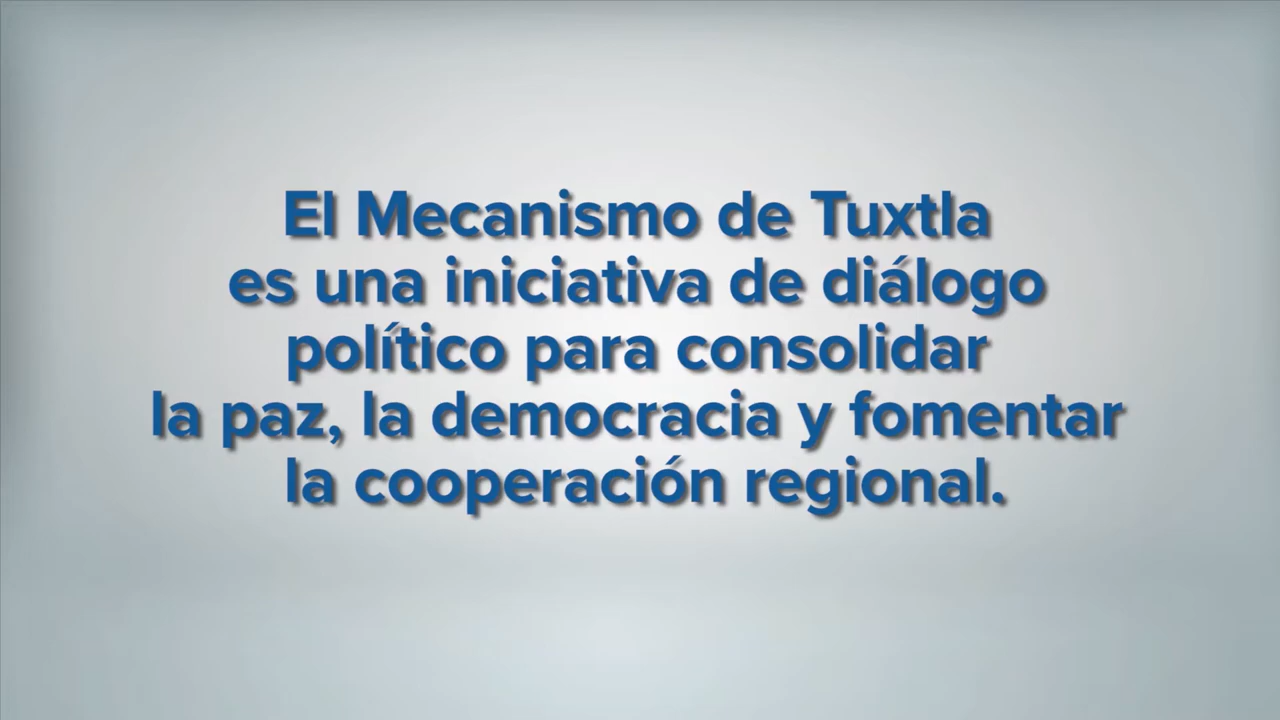 El Mecanismo de Tuxtla
es una iniciativa de diálogo
político para consolidar
la paz, la democracia y fomentar
la cooperación regional.